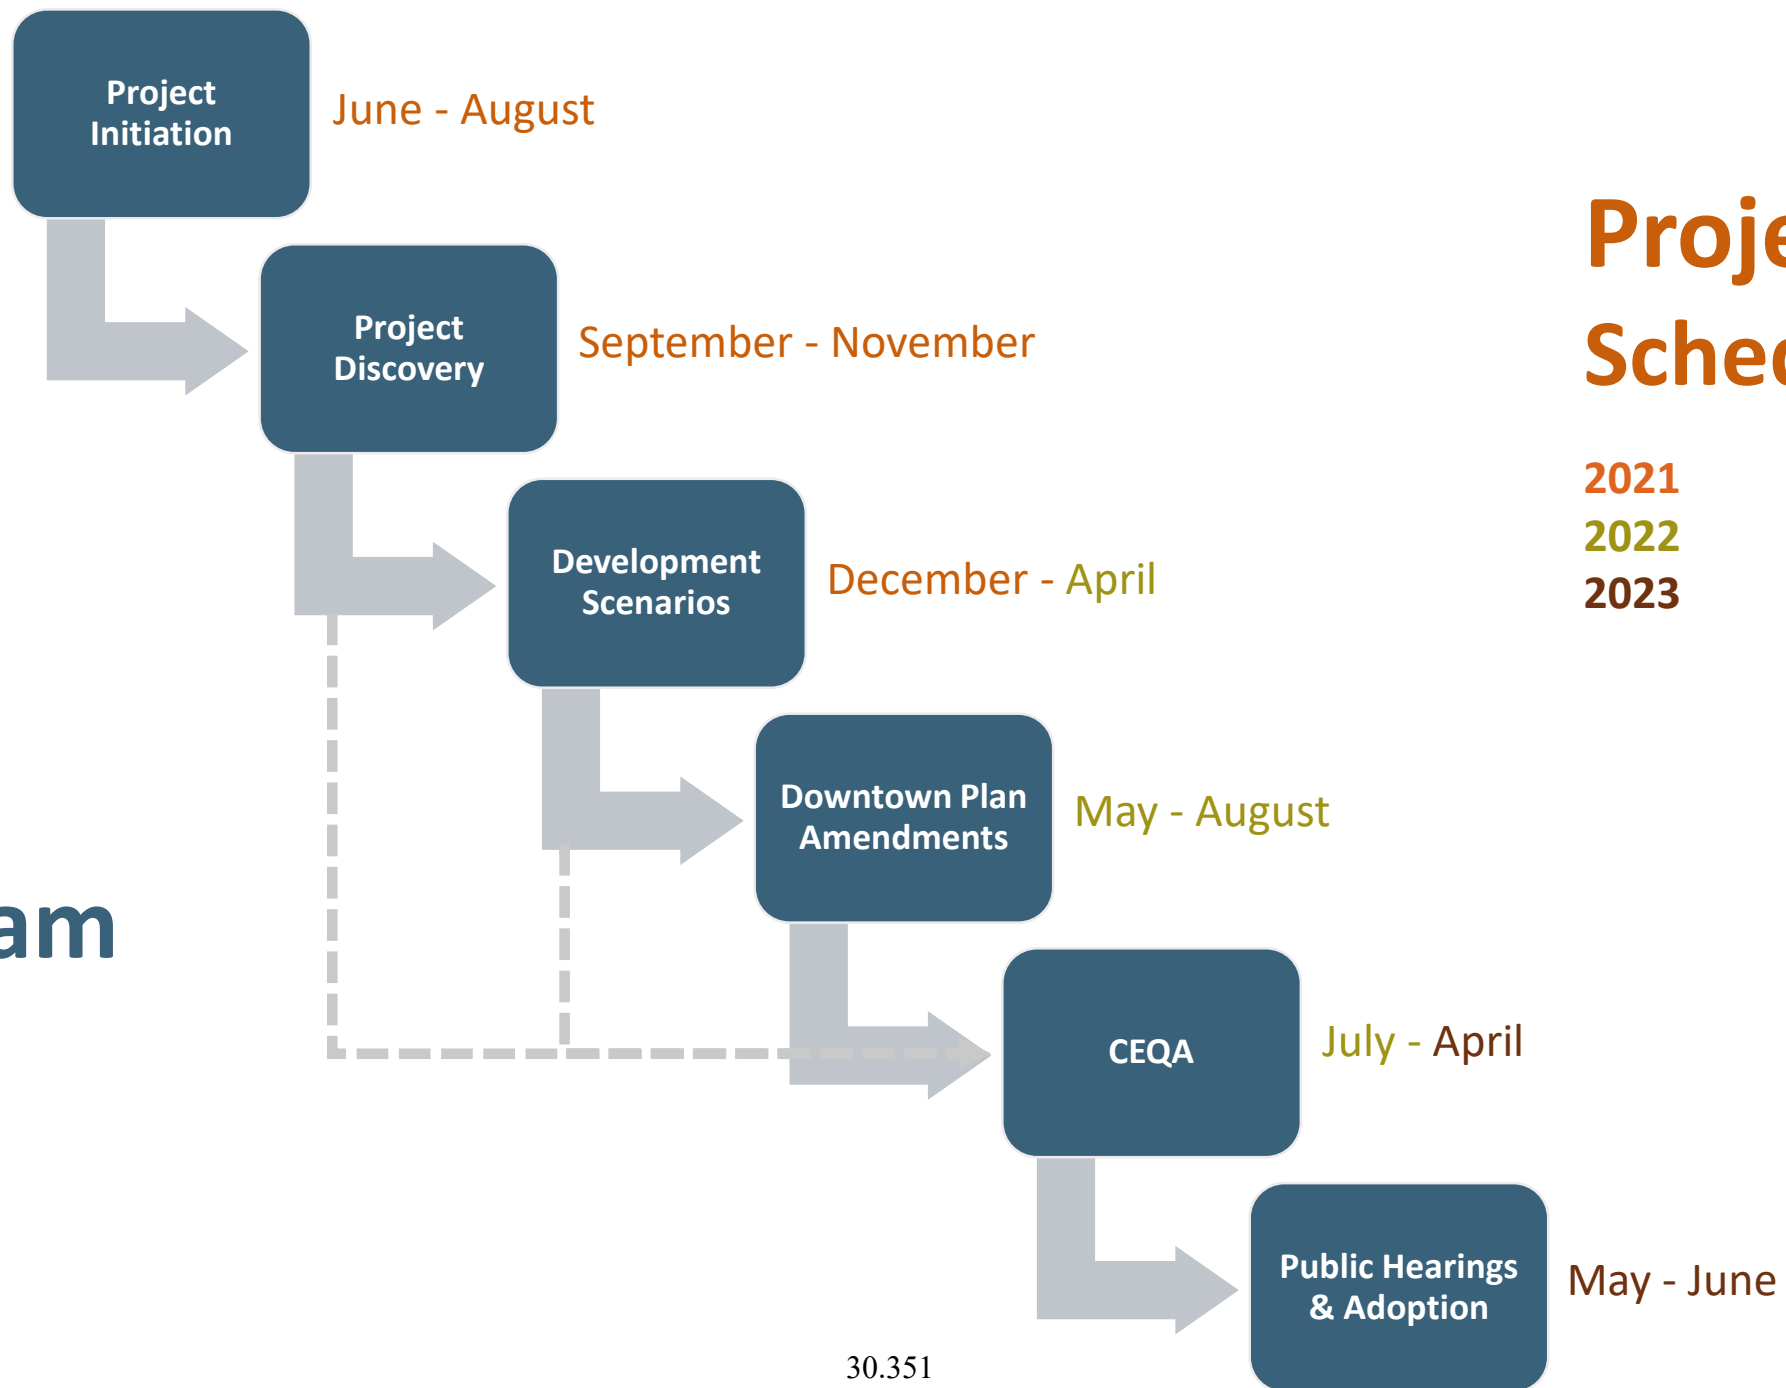 Project
Initiation
June - August
Proje
Sched
2021
2022
2023
Project
Discovery
September - November
Development
Scenarios
December - April
Downtown Plan
Amendments
May - August
am
CEQA
July - April
Public Hearings
& Adoption
May - June
30.351